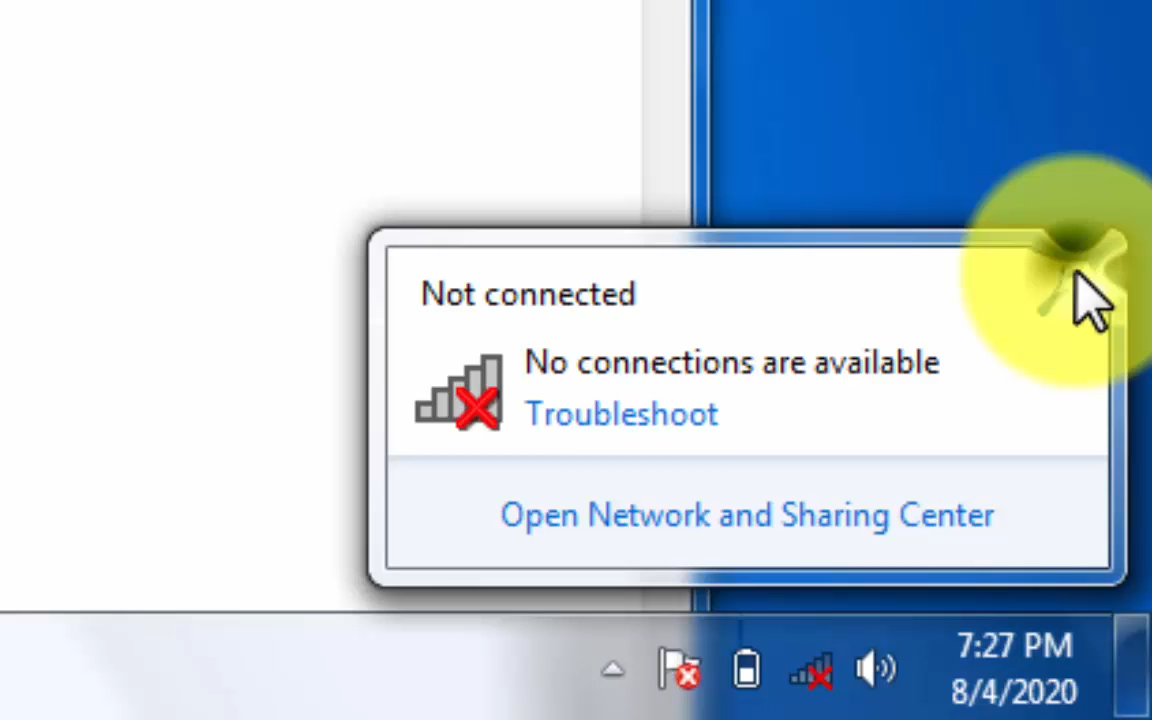 Not connected
No connections are available
Troubleshoot
Open Network and Sharing Center
7:27 PM
8/4/2020